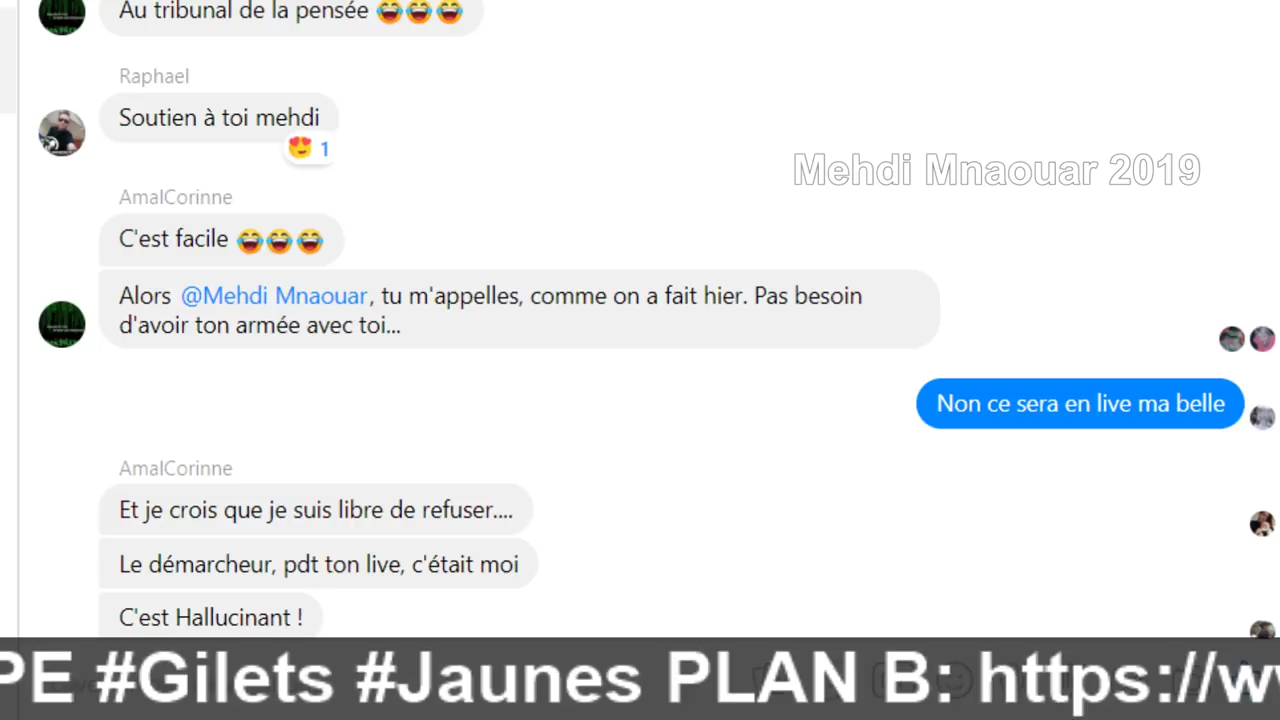 Au tribunal de la pensée 😂😂😂
Raphael
Soutien à toi mehdi
😍 1
Mehdi Mnaouar 2019
AmalCorinne
C'est facile 😂😂😂
Alors @Mehdi Mnaouar, tu m'appelles, comme on a fait hier. Pas besoin
d'avoir ton armée avec toi...
Non ce sera en live ma belle
AmalCorinne
Et je crois que je suis libre de refuser....
Le démarcheur, pdt ton live, c'était moi
C'est Hallucinant !
PE #Gilets #Jaunes PLAN B: https://w